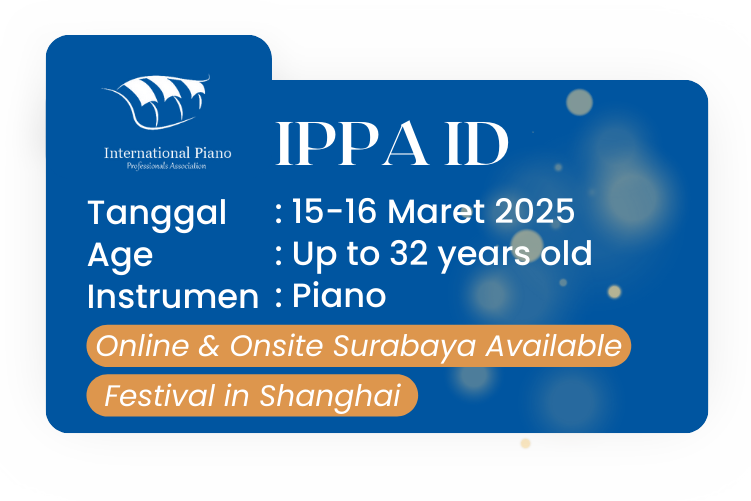 International Piano
Professionals Association
IPPA ID
Tanggal : 15-16 Maret 2025
Age : Up to 32 years old
Instrumen : Piano
Online & Onsite Surabaya Available
Festival in Shanghai